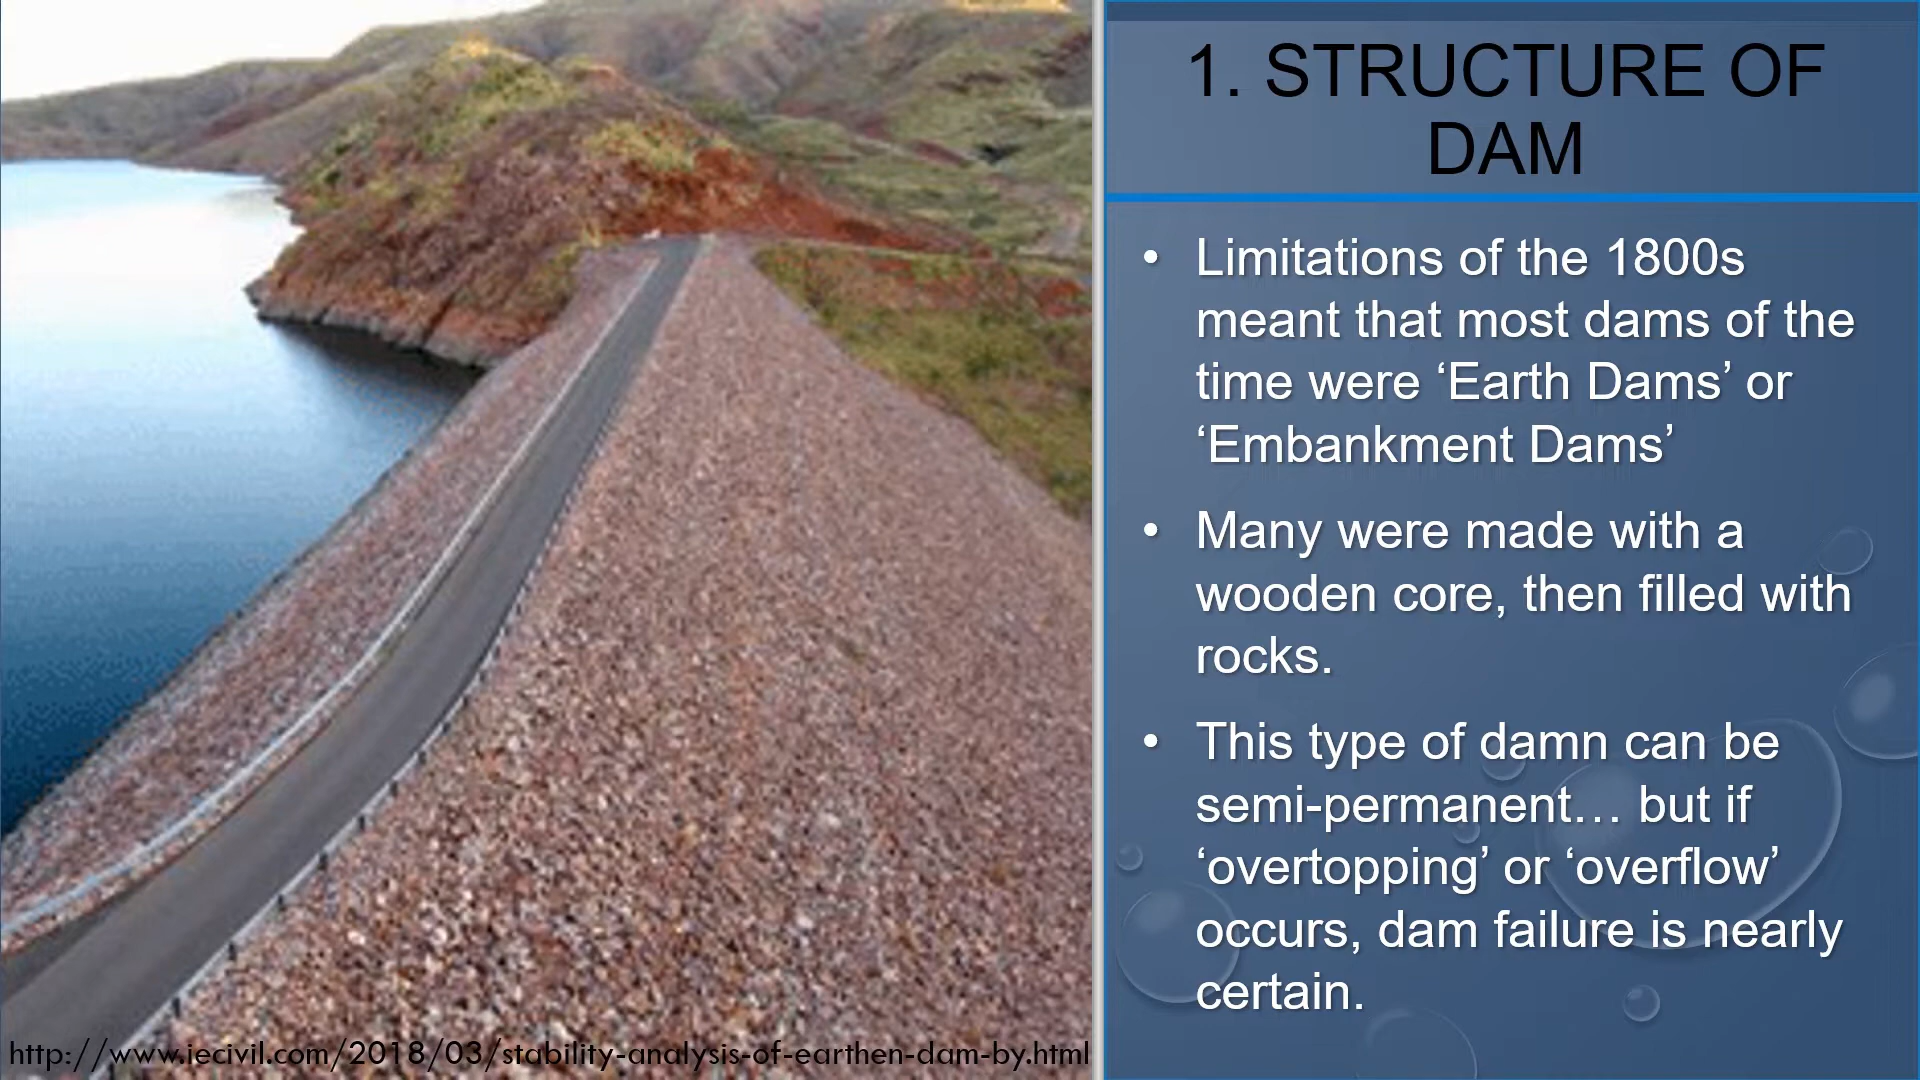 1. STRUCTURE OF
DAM
• Limitations of the 1800s
meant that most dams of the
time were ‘Earth Dams’ or
‘Embankment Dams’
• Many were made with a
wooden core, then filled with
rocks.
• This type of damn can be
semi-permanent… but if
‘overtopping’ or ‘overflow’
occurs, dam failure is nearly
certain.
http://www.iecivil.com/2018/03/stability-analysis-of-earthen-dam-by.html